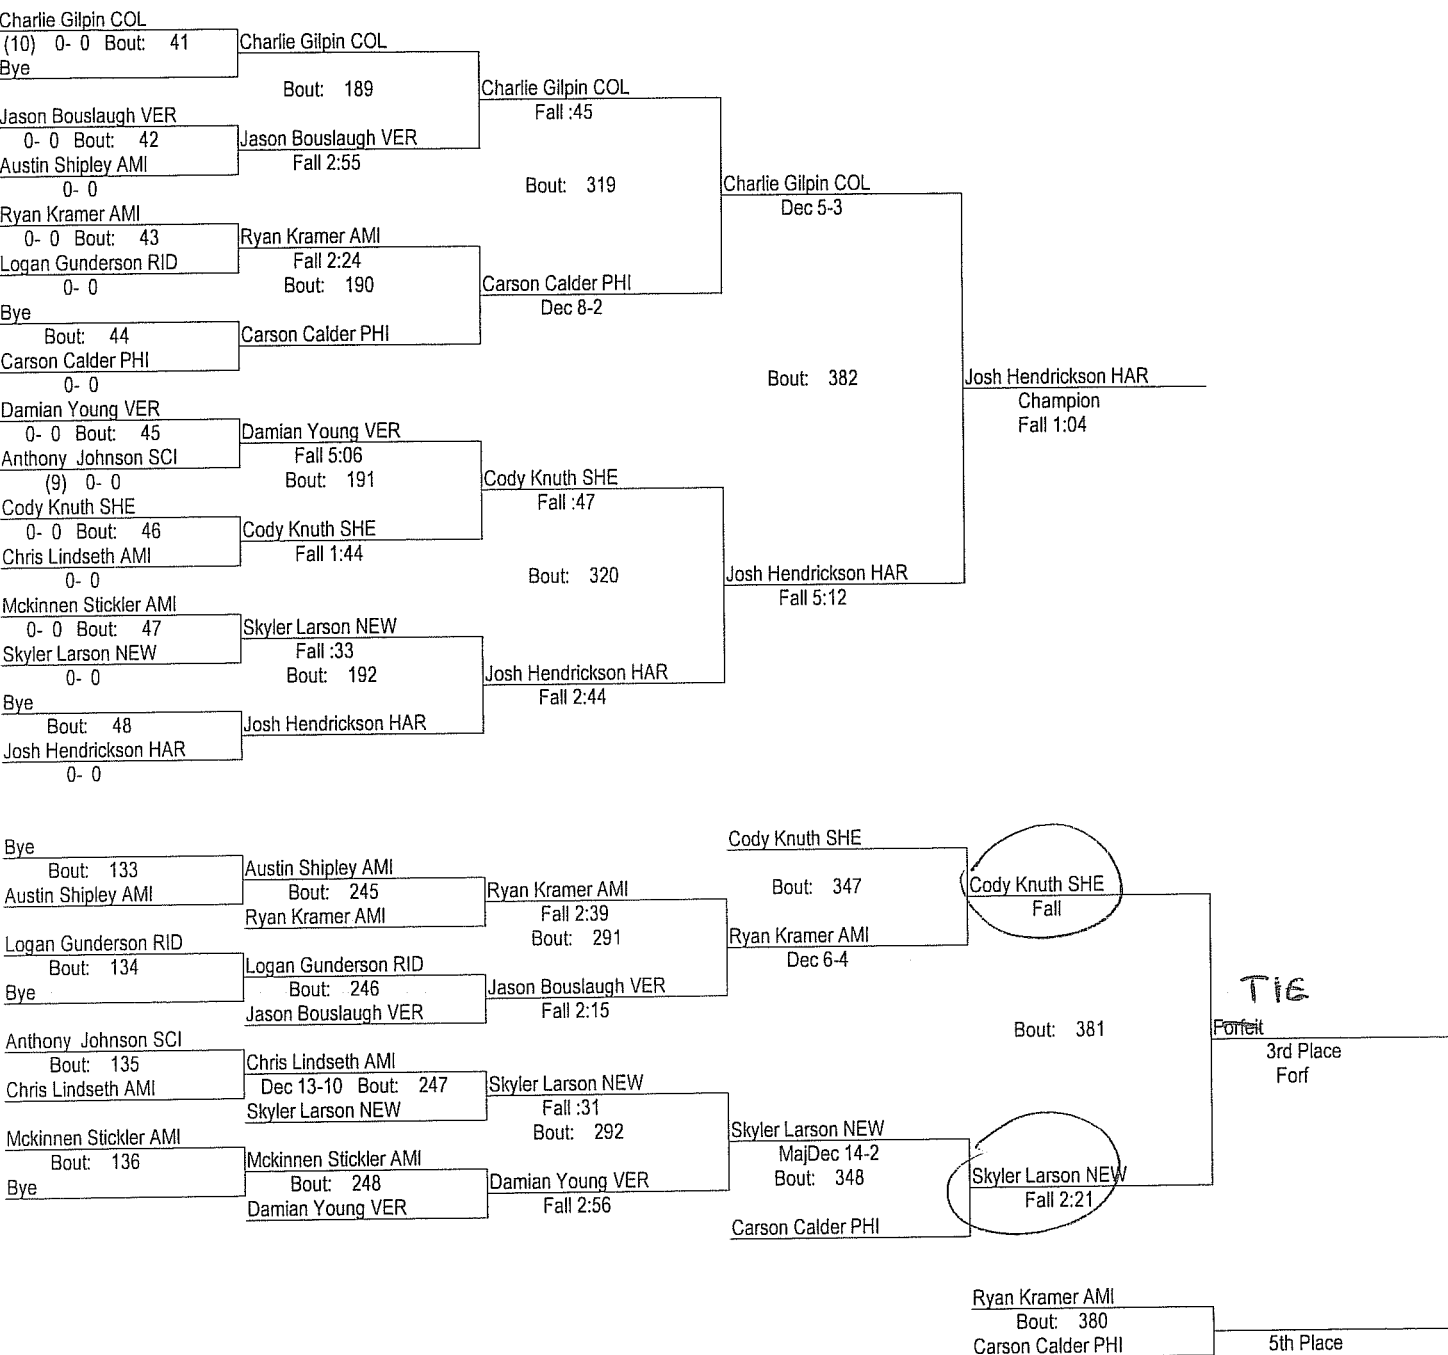 Charlie Gilpin COL
(10) 0- 0 Bout: 41
Bye
Charlie Gilpin COL
Bout: 189
Jason Bouslaugh VER
0- 0 Bout: 42
Austin Shipley AMI
0- 0
Jason Bouslaugh VER
Fall 2:55
Charlie Gilpin COL
Fall :45
Bout: 319
Ryan Kramer AMI
0- 0 Bout: 43
Logan Gunderson RID
0- 0
Ryan Kramer AMI
Fall 2:24
Bout: 190
Bye
Bout: 44
Carson Calder PHI
0- 0
Carson Calder PHI
Carson Calder PHI
Dec 8-2
Charlie Gilpin COL
Dec 5-3
Bout: 382
Damian Young VER
0- 0 Bout: 45
Anthony Johnson SCI
(9) 0- 0
Damian Young VER
Fall 5:06
Bout: 191
Cody Knuth SHE
0- 0 Bout: 46
Chris Lindseth AMI
0- 0
Cody Knuth SHE
Fall 1:44
Cody Knuth SHE
Fall :47
Bout: 320
Mckinnen Stickler AMI
0- 0 Bout: 47
Skyler Larson NEW
0- 0
Skyler Larson NEW
Fall :33
Bout: 192
Bye
Bout: 48
Josh Hendrickson HAR
0- 0
Josh Hendrickson HAR
Josh Hendrickson HAR
Fall 2:44
Josh Hendrickson HAR
Fall 5:12
Josh Hendrickson HAR
Champion
Fall 1:04
Bye
Bout: 133
Austin Shipley AMI
Austin Shipley AMI
Bout: 245
Ryan Kramer AMI
Logan Gunderson RID
Bout: 134
Bye
Logan Gunderson RID
Bout: 246
Jason Bouslaugh VER
Ryan Kramer AMI
Fall 2:39
Bout: 291
Jason Bouslaugh VER
Fall 2:15
Cody Knuth SHE
Bout: 347
Ryan Kramer AMI
Dec 6-4
Cody Knuth SHE
Fall
Anthony Johnson SCI
Bout: 135
Chris Lindseth AMI
Chris Lindseth AMI
Dec 13-10 Bout: 247
Skyler Larson NEW
Mckinnen Stickler AMI
Bout: 136
Bye
Mckinnen Stickler AMI
Bout: 248
Damian Young VER
Skyler Larson NEW
Fall :31
Bout: 292
Damian Young VER
Fall 2:56
Skyler Larson NEW
MajDec 14-2
Bout: 348
Carson Calder PHI
Skyler Larson NEW
Fall 2:21
Bout: 381
TIE
Forfeit
3rd Place
Forf
Ryan Kramer AMI
Bout: 380
Carson Calder PHI
5th Place